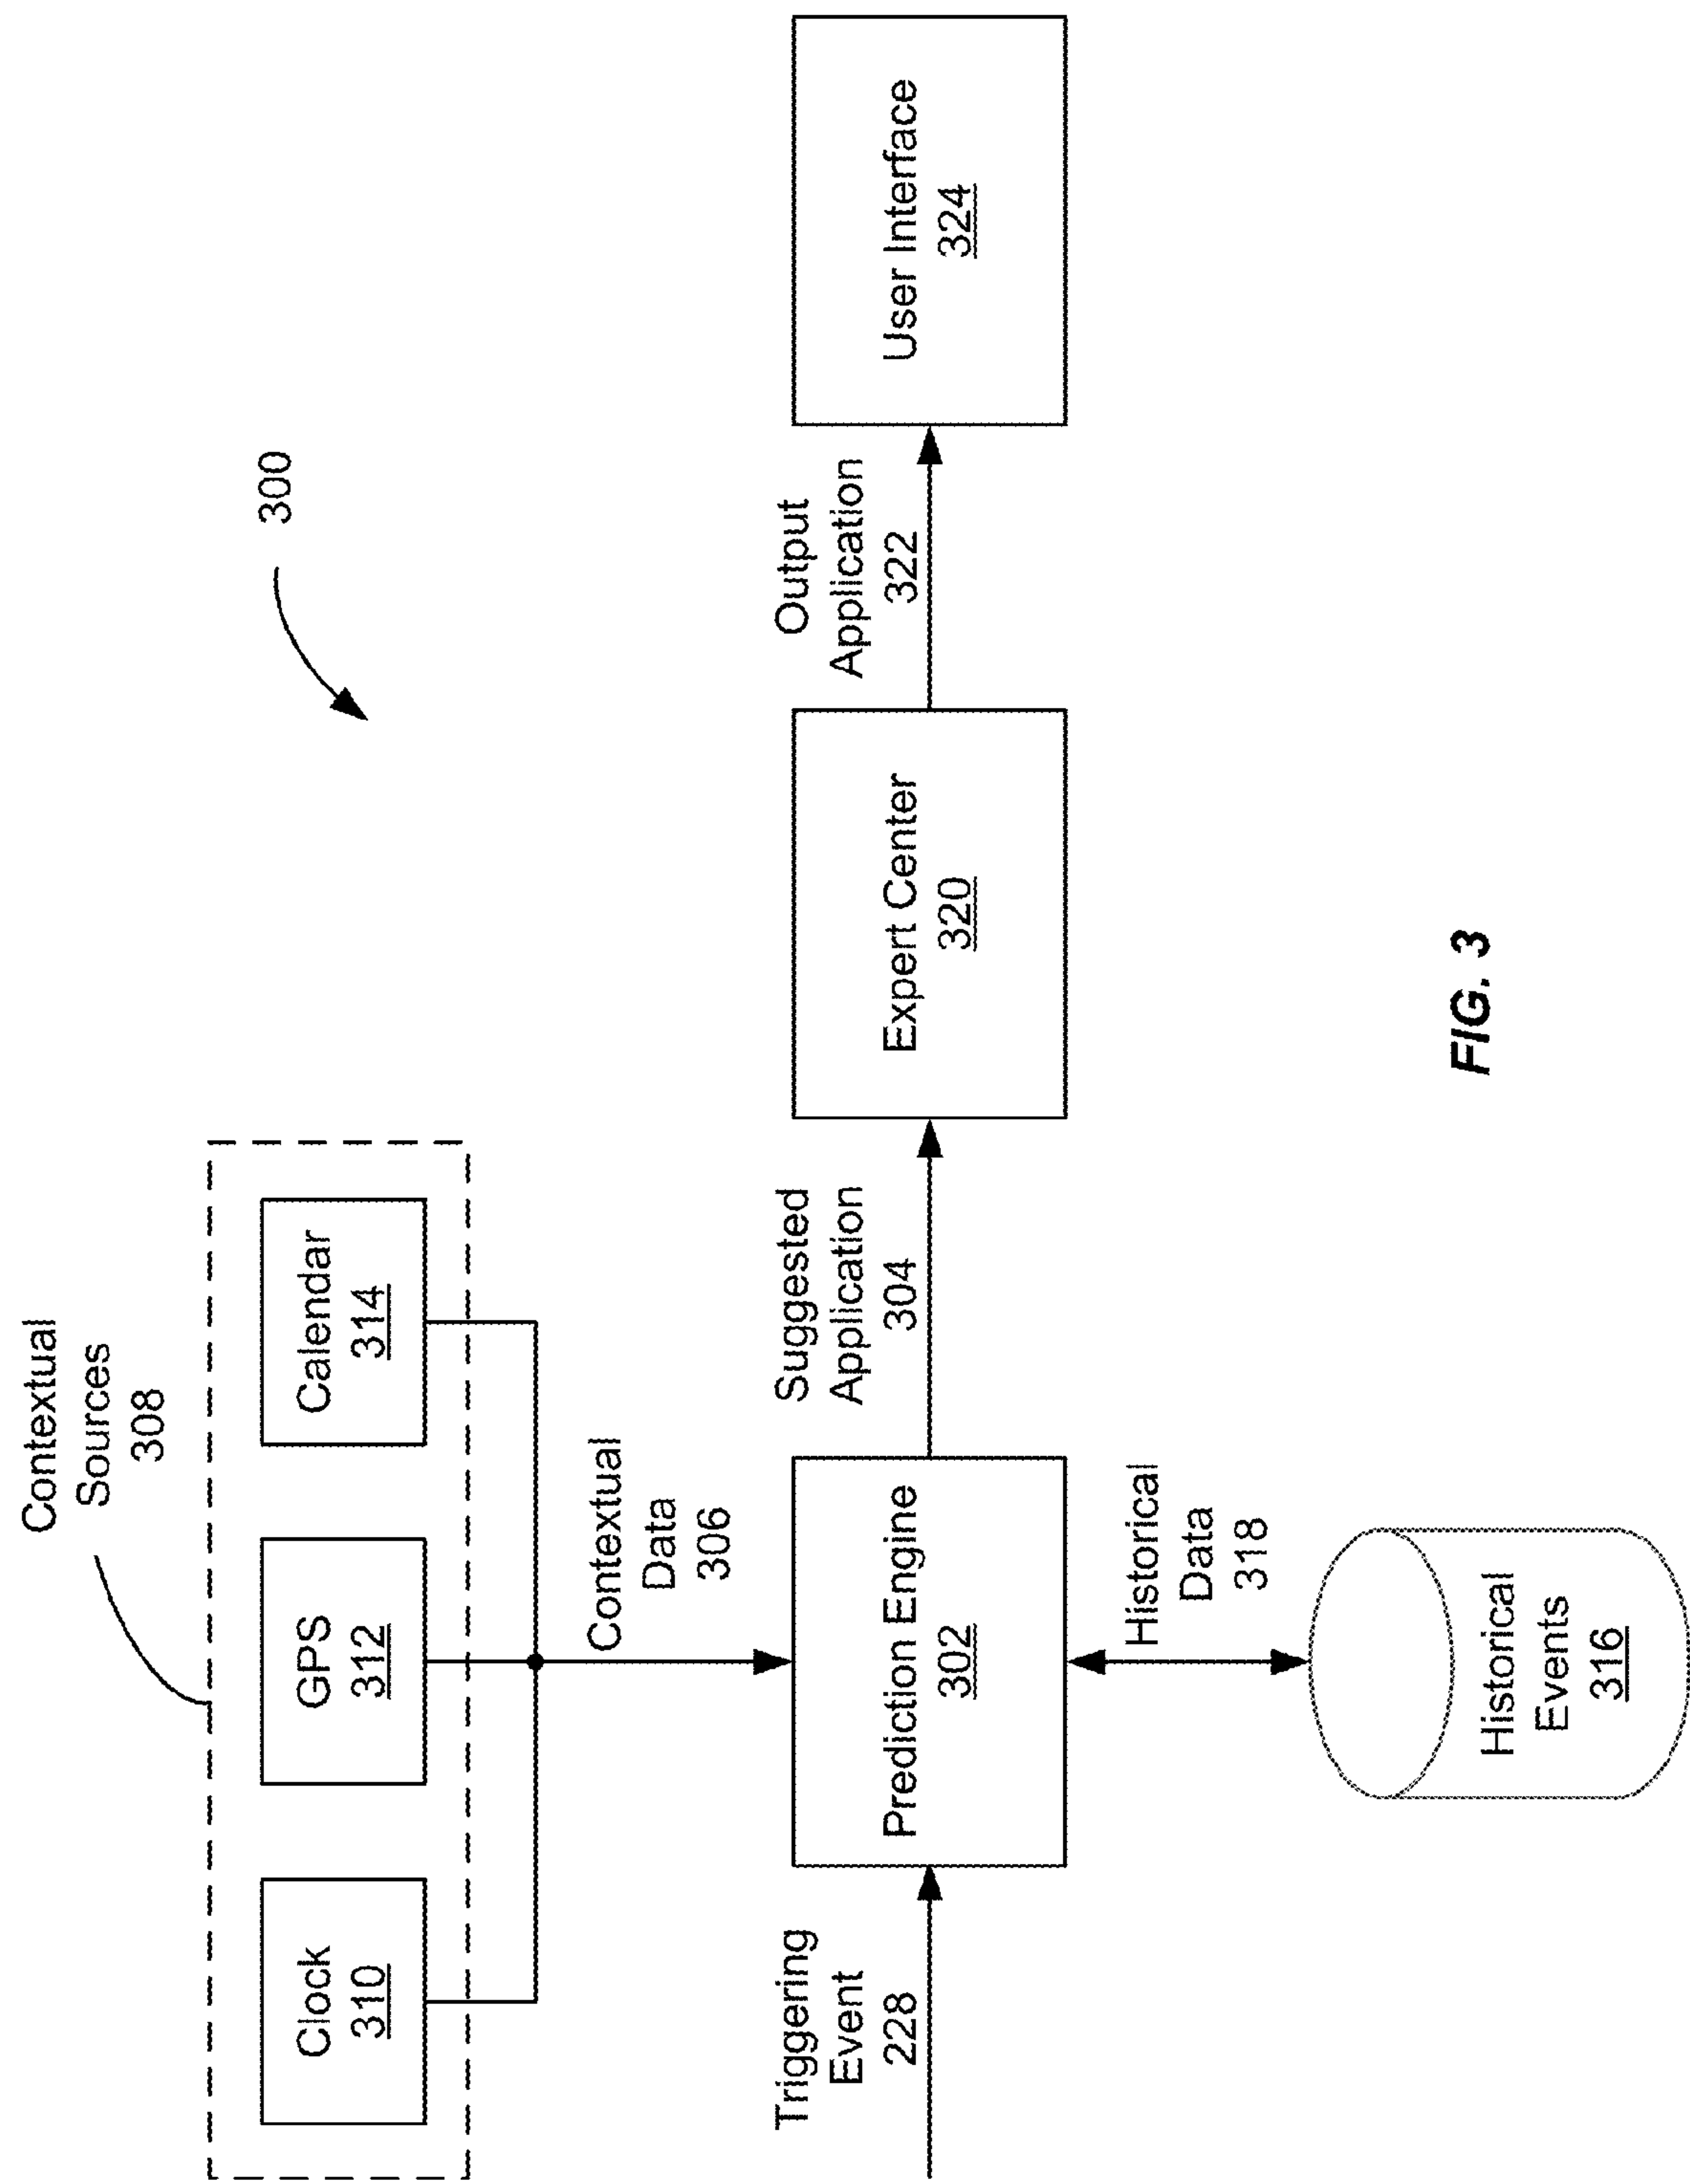 Contextual
Sources
308
300
Clock
310
GPS
312
Calendar
314
Contextual
Data
306
Triggering
Event
228
Prediction Engine
302
Suggested
Application
304
Expert Center
320
Output
Application
322
User Interface
324
Historical
Data
318
Historical
Events
316
FIG. 3